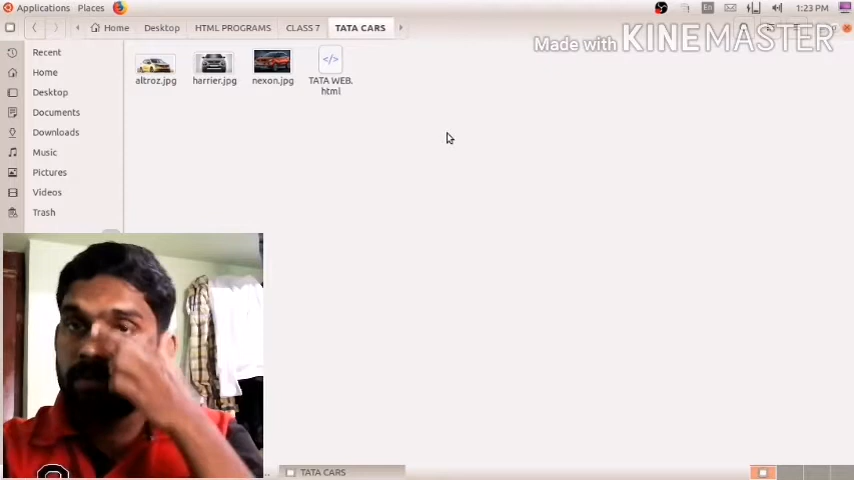 Applications Places En 1:23 PM
Home Desktop HTML PROGRAMS CLASS 7 TATA CARS
Made with KINEMASTER
Recent
Home
Desktop
Documents
Downloads
Music
Pictures
Videos
Trash
altroz.jpg harrier.jpg nexon.jpg TATA WEB.
html
TATA CARS